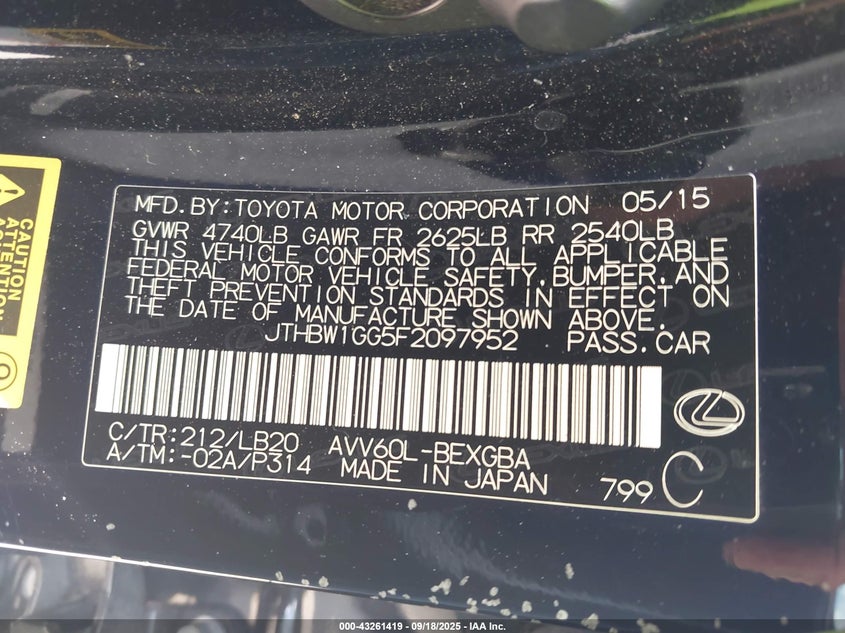 MFD.BY:TOYOTA MOTOR CORPORATION 05/15
GVWR 4740LB GAWR FR 2625LB RR 2540LB
THIS VEHICLE CONFORMS TO ALL APPLICABLE
FEDERAL MOTOR VEHICLE SAFETY,BUMPER,AND
THEFT PREVENTION STANDARDS IN EFFECT ON
THE DATE OF MANUFACTURE SHOWN ABOVE.
JTHBW1GG5F2097952 PASS.CAR
C/TR:212/LB20 AVV60L-BEXGBA
A/TM:-02A/P314 MADE IN JAPAN
799 C
CAUTION
ATTENTION
000-43261419 - 09/18/2025 - IAA Inc.